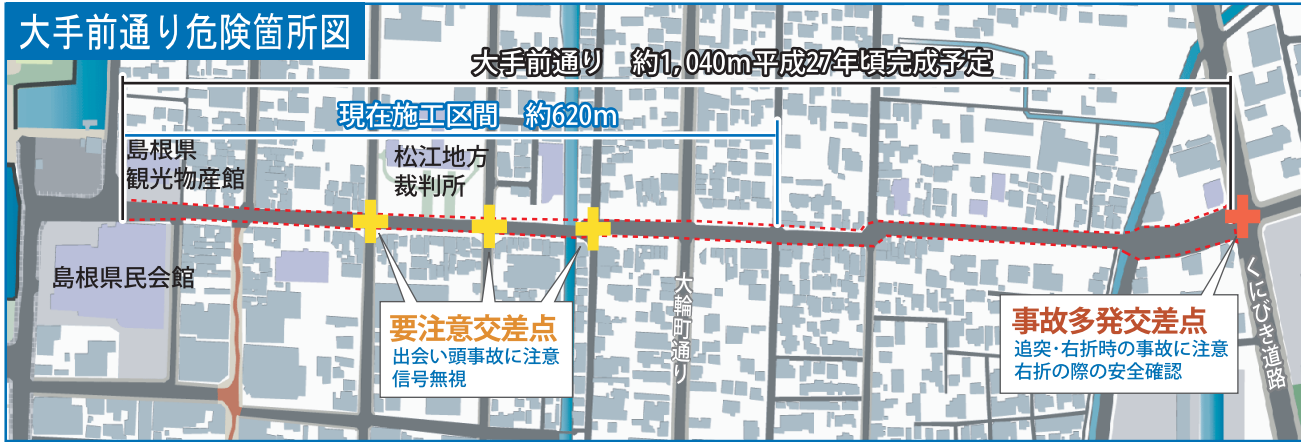 大手前通り危険箇所図
大手前通り 約1,040m平成27年頃完成予定
現在施工区間 約620m
島根県
観光物産館
松江地方
裁判所
島根県民会館
大輪町通り
くにびき道路
要注意交差点
出会い頭事故に注意
信号無視
事故多発交差点
追突・右折時の事故に注意
右折の際の安全確認